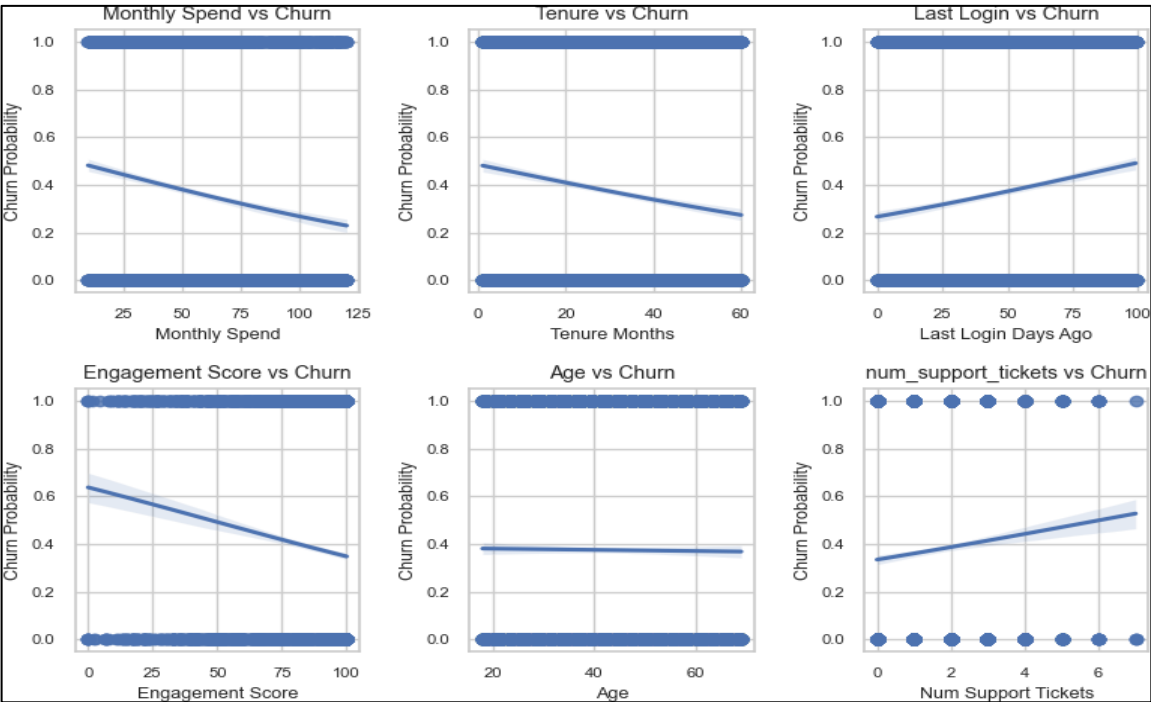 Monthly Spend vs Churn
Churn Probability
1.0
0.8
0.6
0.4
0.2
0.0
25 50 75 100 125
Monthly Spend
Tenure vs Churn
Churn Probability
1.0
0.8
0.6
0.4
0.2
0.0
0 20 40 60
Tenure Months
Last Login vs Churn
Churn Probability
1.0
0.8
0.6
0.4
0.2
0.0
0 25 50 75 100
Last Login Days Ago
Engagement Score vs Churn
Churn Probability
1.0
0.8
0.6
0.4
0.2
0.0
0 25 50 75 100
Engagement Score
Age vs Churn
Churn Probability
1.0
0.8
0.6
0.4
0.2
0.0
20 40 60
Age
num_support_tickets vs Churn
Churn Probability
1.0
0.8
0.6
0.4
0.2
0.0
0 2 4 6
Num Support Tickets